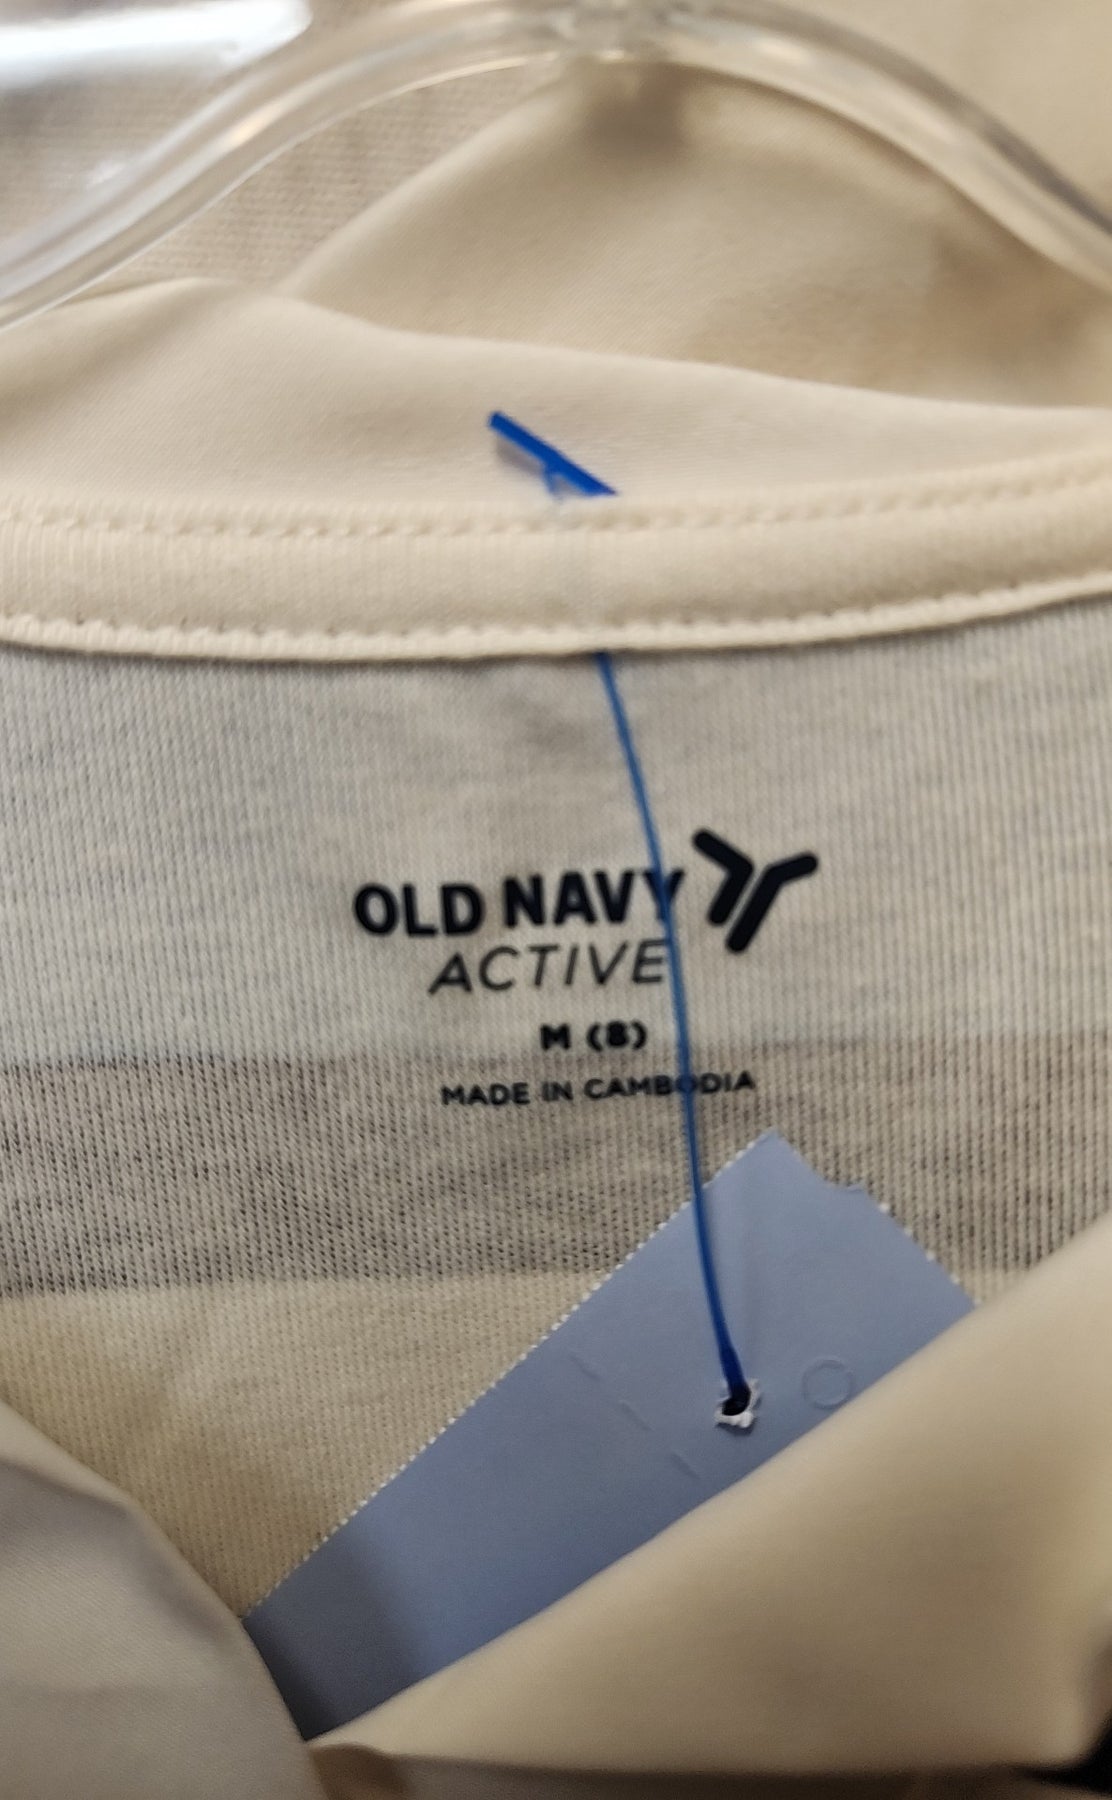 OLD NAVY
ACTIVE
M (8)
MADE IN CAMBODIA